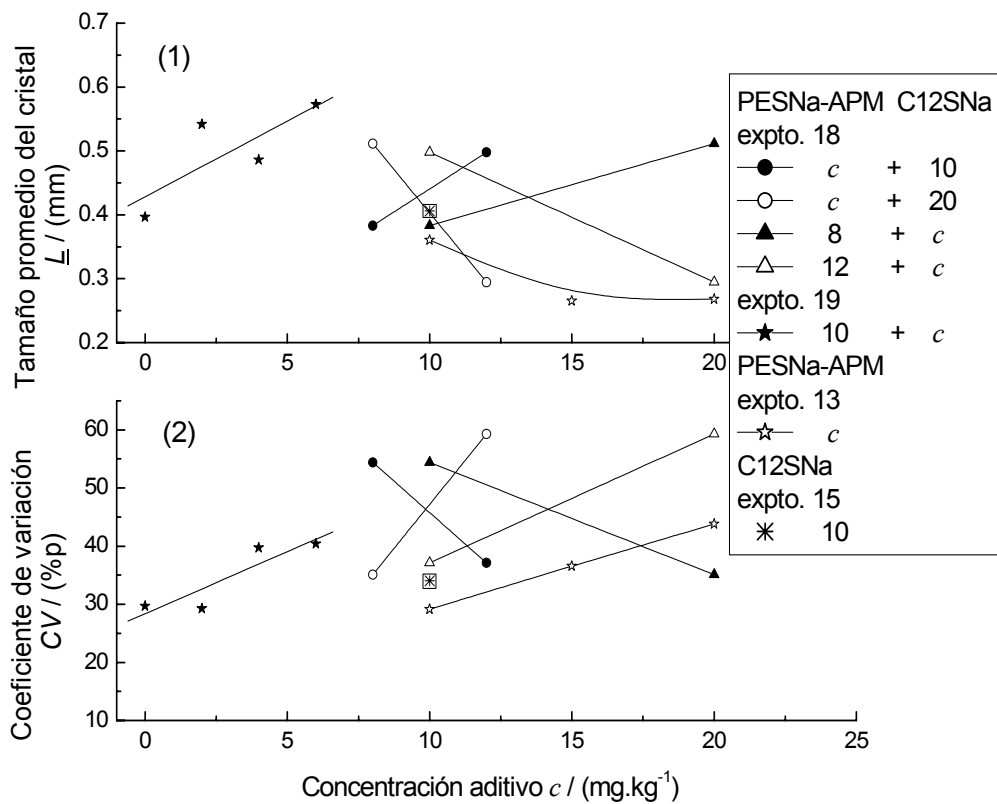 0.7
0.6
0.5
0.4
0.3
0.2
Tamaño promedio del cristal
L / (mm)
(1)
0 5 10 15 20
60
50
40
30
20
10
Coeficiente de variación
CV / (%p)
(2)
0 5 10 15 20 25
Concentración aditivo c / (mg.kg⁻¹)
PESNa-APM C12SNa
expto. 18
c + 10
c + 20
8 + c
12 + c
expto. 19
10 + c
PESNa-APM
expto. 13
c
C12SNa
expto. 15
10